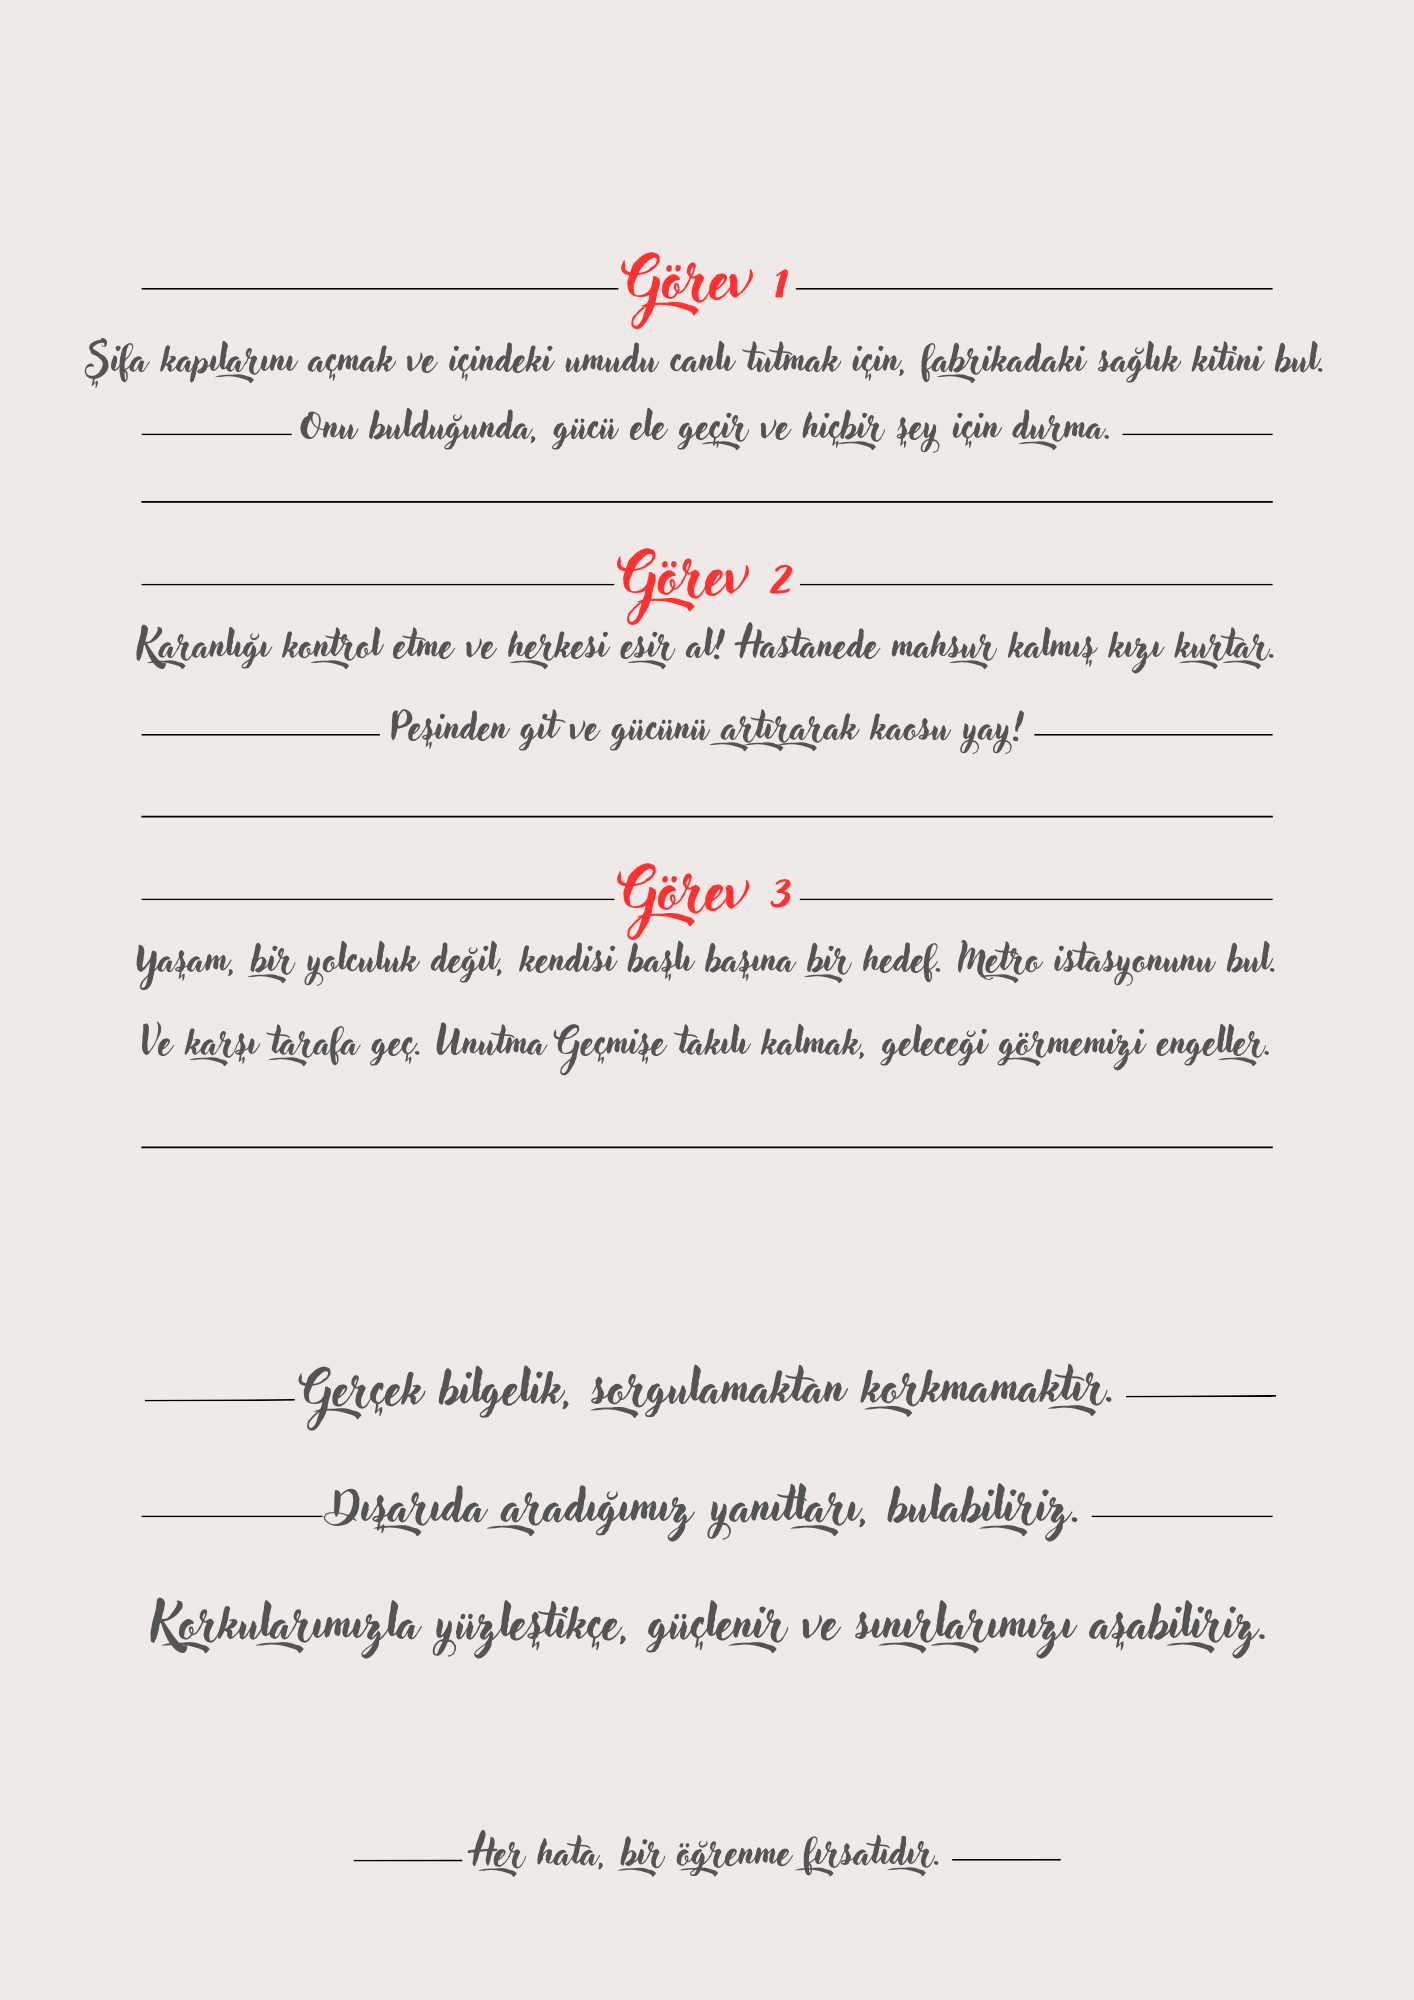 Görev 1
Şifa kapılarını açmak ve içindeki umudu canlı tutmak için, fabrikadaki sağlık kitini bul.
Onu bulduğunda, gücü ele geçir ve hiçbir şey için durma.
Görev 2
Karanlığı kontrol etme ve herkesi esir al! Hastanede mahsur kalmış kızı kurtar.
Peşinden git ve gücünü artırarak kaosu yay!
Görev 3
Yaşam, bir yolculuk değil, kendisi başlı başına bir hedef. Metro istasyonunu bul.
Ve karşı tarafa geç. Unutma Geçmişe takılı kalmak, geleceği görmemizi engeller.
Gerçek bilgelik, sorgulamaktan korkmamaktır.
Dışarıda aradığımız yanıtları, bulabiliriz.
Korkularımızla yüzleştikçe, güçlenir ve sınırlarımızı aşabiliriz.
Her hata, bir öğrenme fırsatıdır.